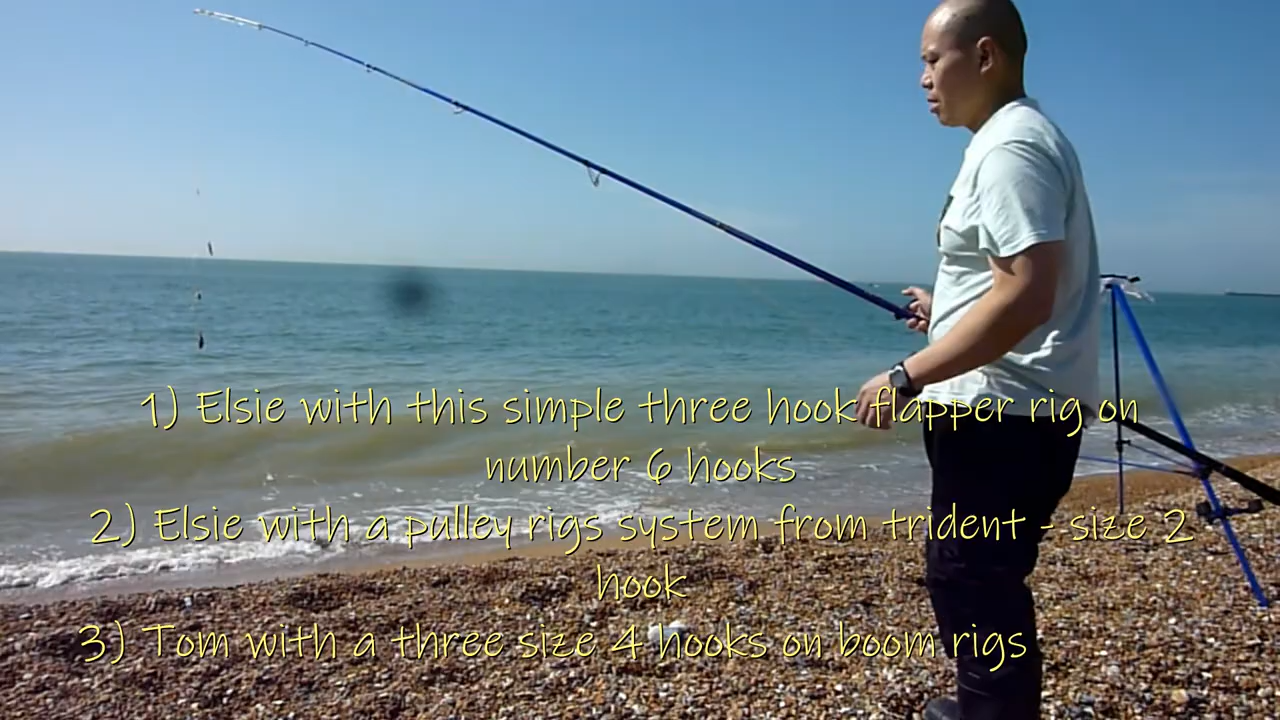 1) Elsie with this simple three hook flapper rig on
number 6 hooks
2) Elsie with a pulley rigs system from trident - size 2
hook
3) Tom with a three size 4 hooks on boom rigs